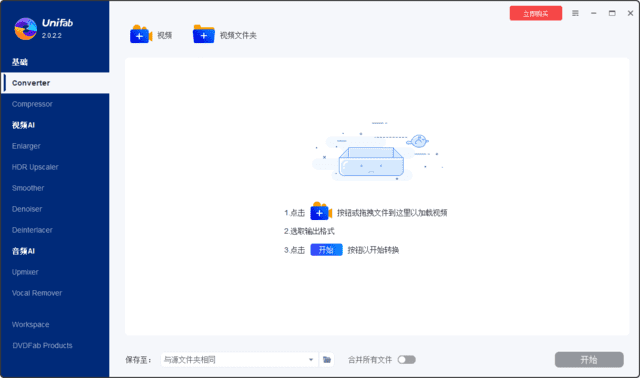 UniFab
2.0.2.2
立即购买
视频
视频文件夹
基础
Converter
Compressor
视频AI
Enlarger
HDR Upscaler
Smoother
Denoiser
Deinterlacer
音频AI
Upmixer
Vocal Remover
Workspace
DVDFab Products
1.点击 按钮或拖拽文件到这里以加载视频
2.选取输出格式
3.点击 开始 按钮以开始转换
保存至: 与源文件夹相同 合并所有文件 开始